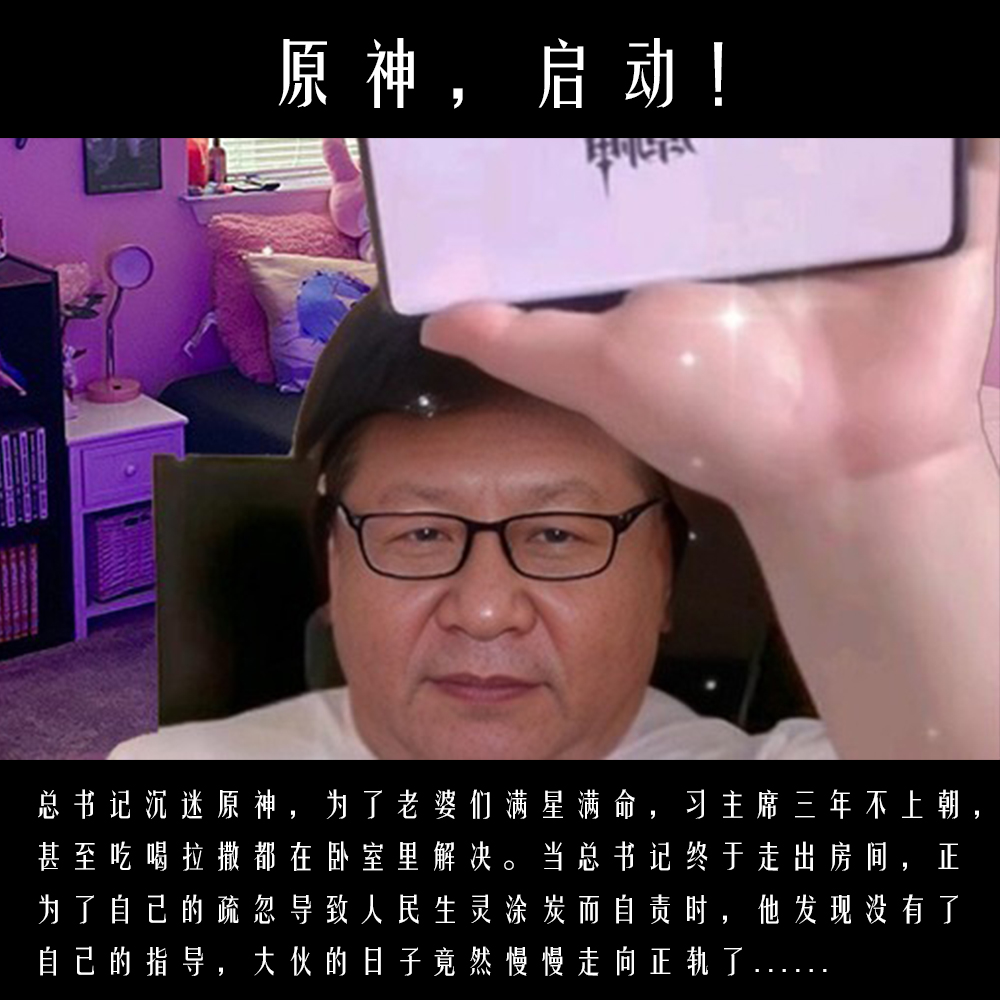 原神，启动！
总书记沉迷原神，为了老婆们满星满命，习主席三年不上朝，
甚至吃喝拉撒都在卧室里解决。当总书记终于走出房间，正
为了自己的疏忽导致人民生灵涂炭而自责时，他发现没有了
自己的指导，大伙的日子竟然慢慢走向正轨了......